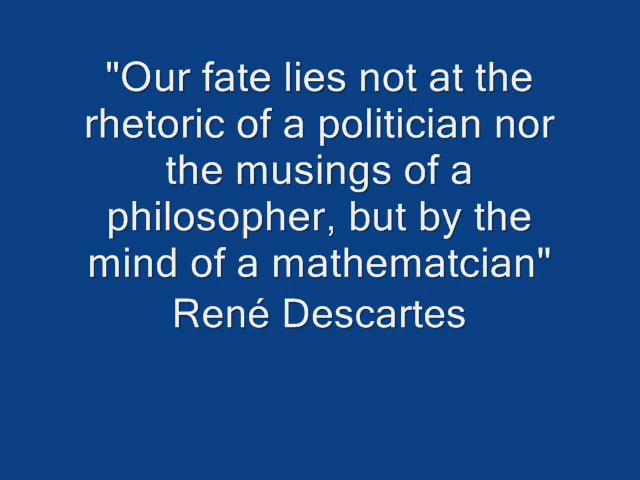 "Our fate lies not at the
rhetoric of a politician nor
the musings of a
philosopher, but by the
mind of a mathematcian"
René Descartes